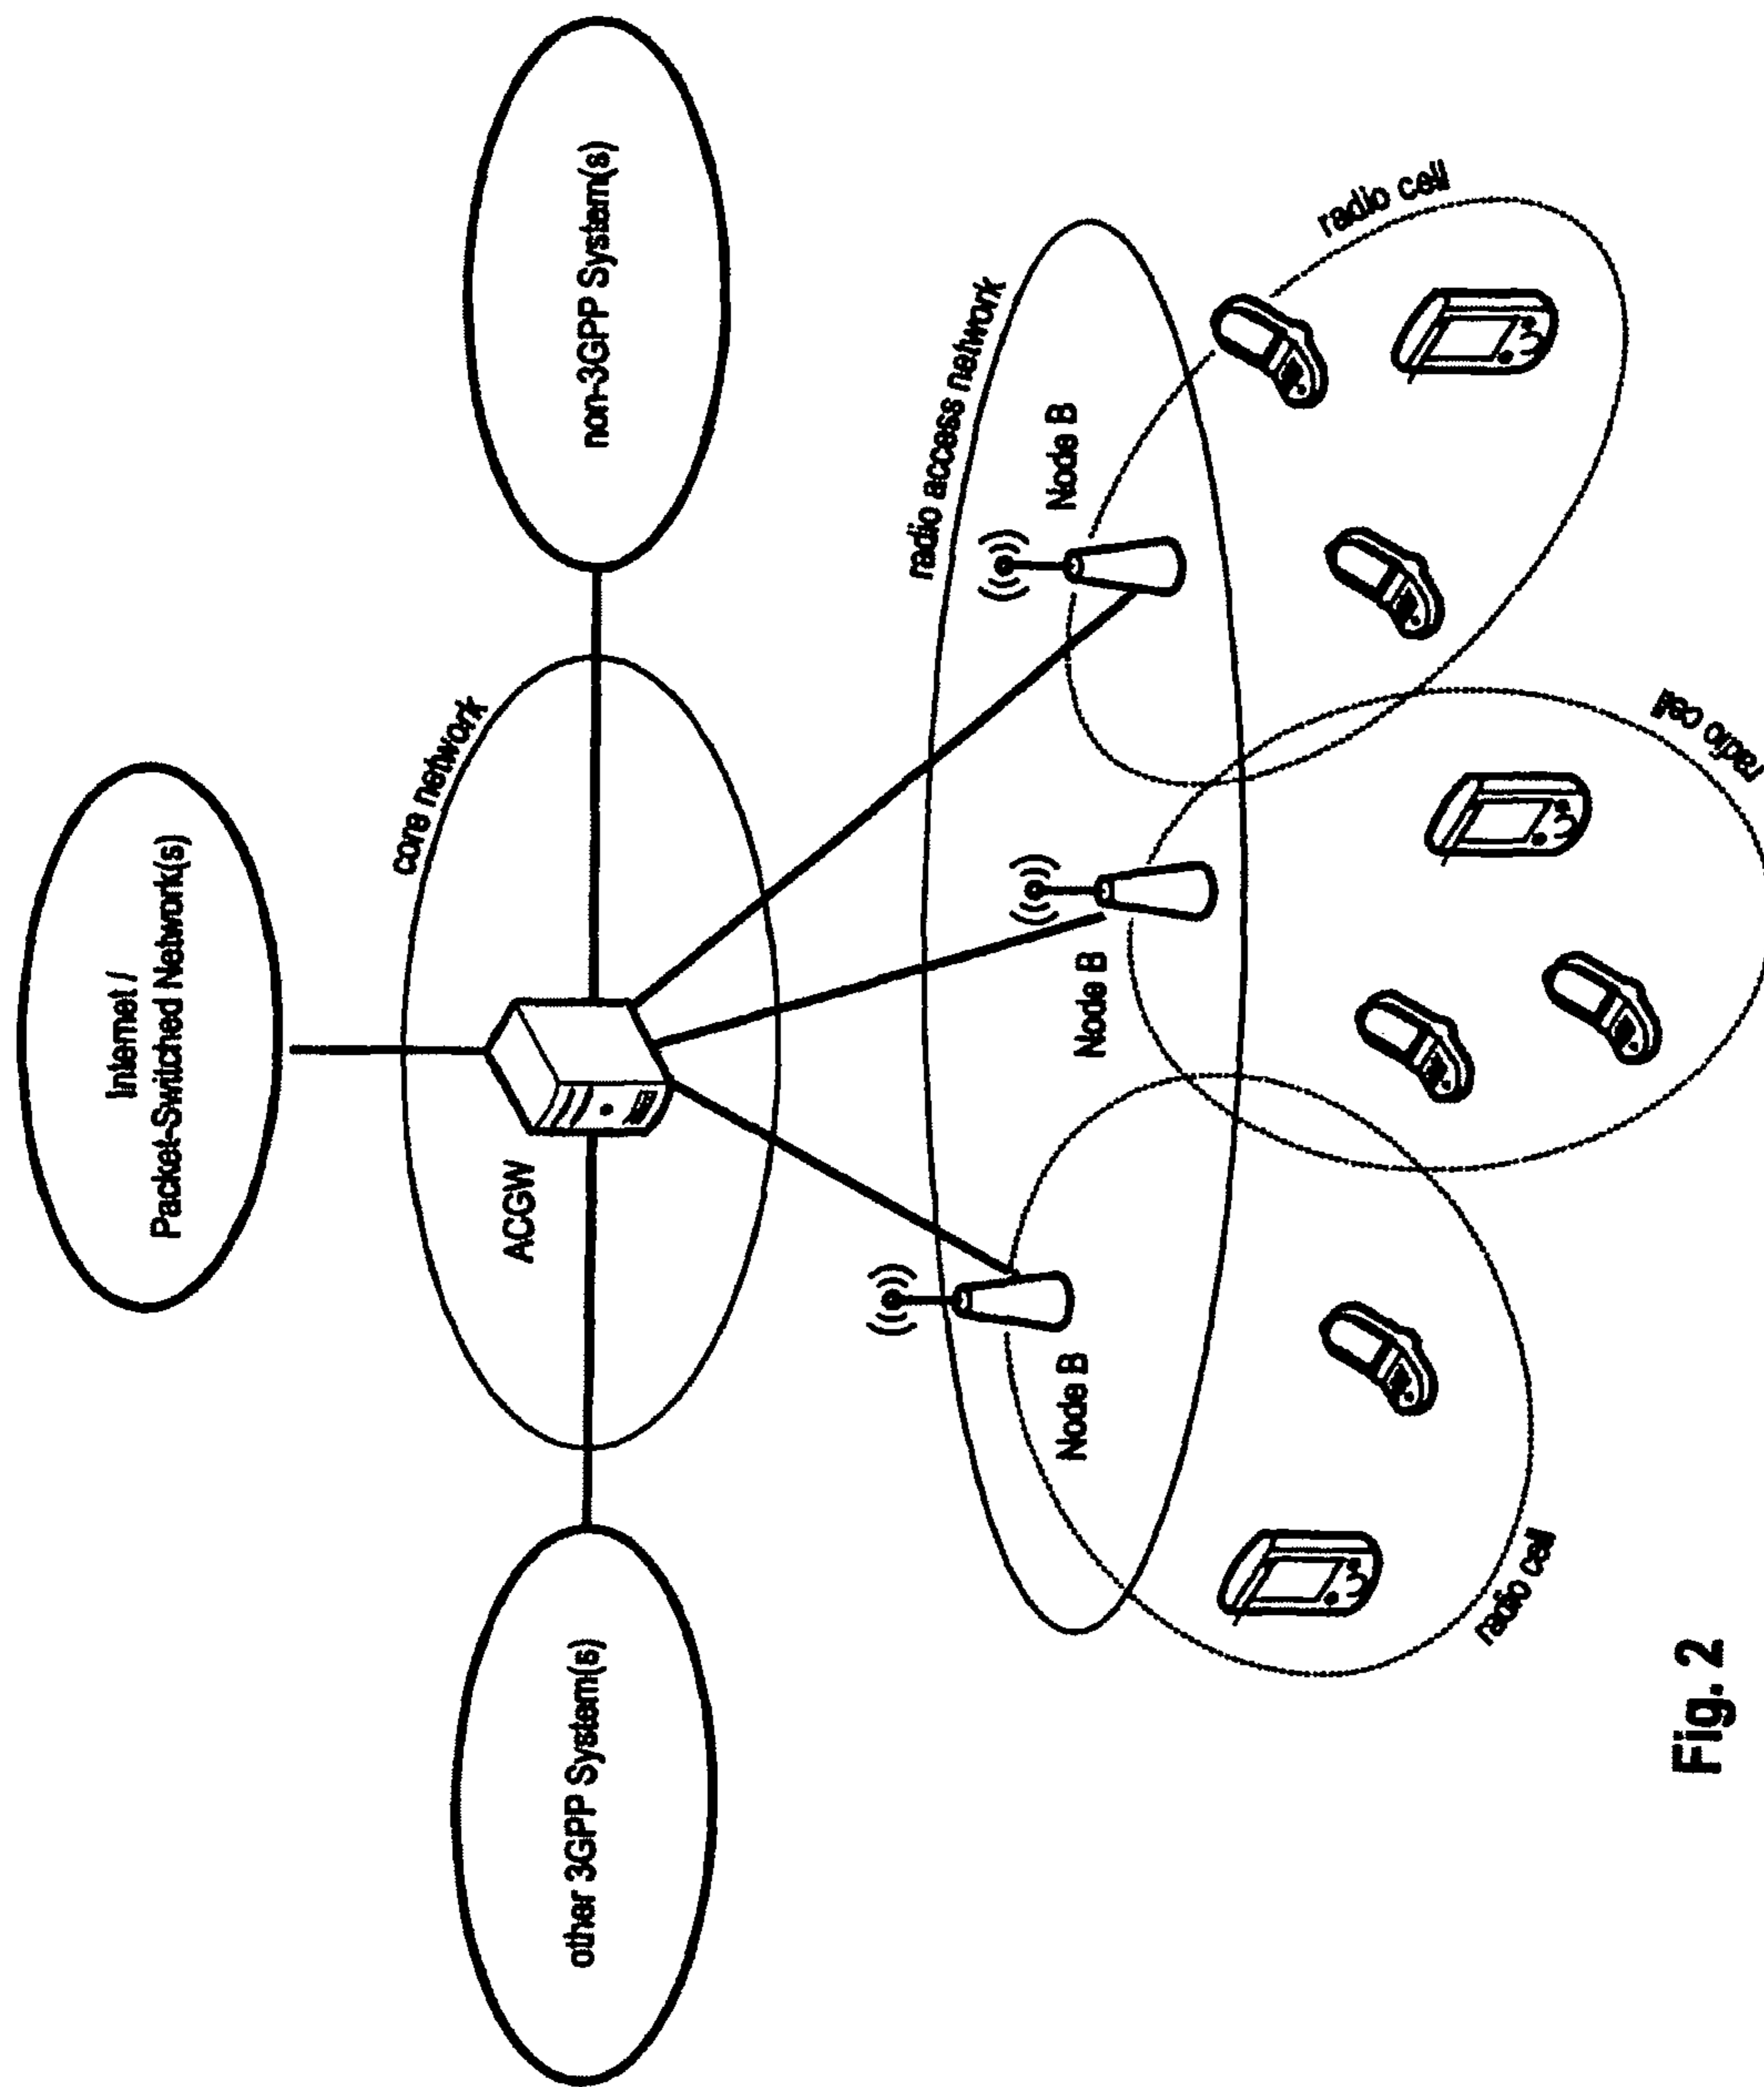 Internet /
Packet-Switched Network(s)
core network
ACGW
other 3GPP System(s)
non-3GPP System(s)
radio access network
Node B
Node B
Node B
radio cell
radio cell
radio cell
Fig. 2